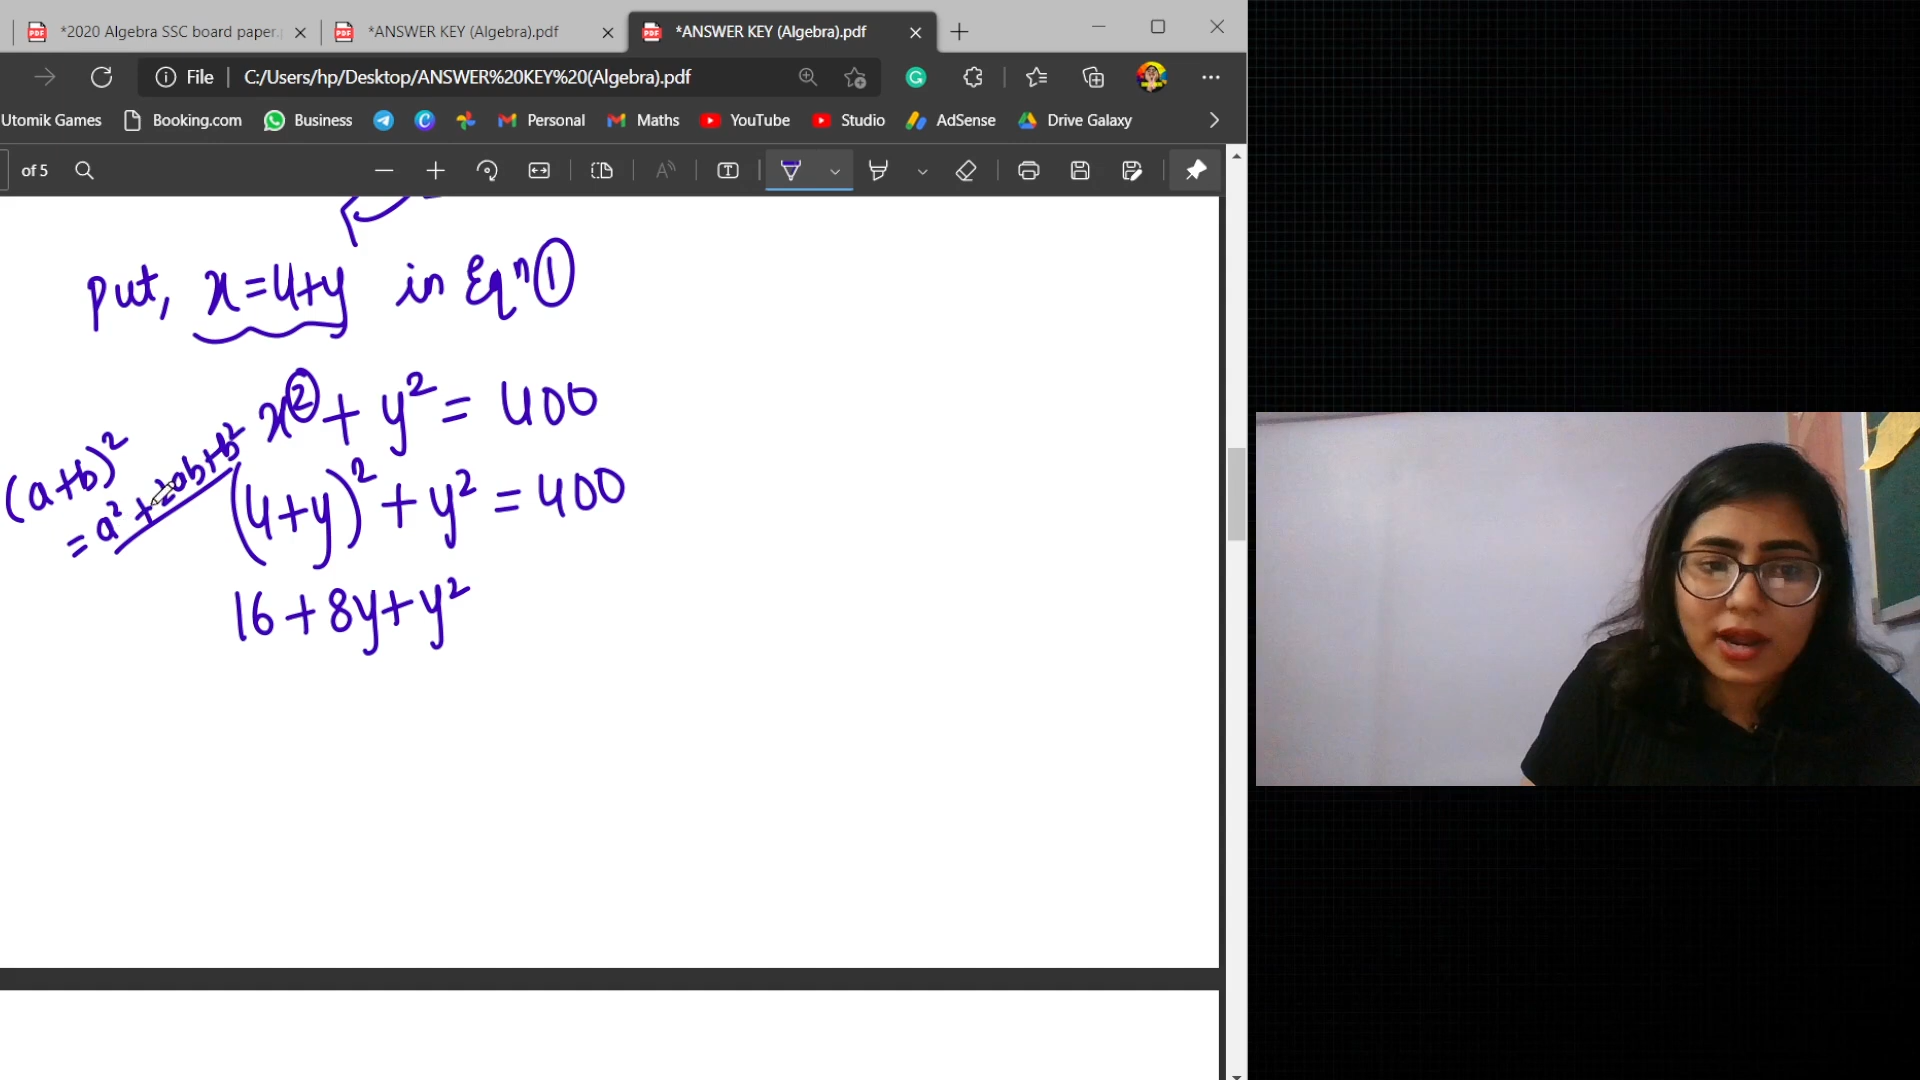 *2020 Algebra SSC board paper.p
*ANSWER KEY (Algebra).pdf
*ANSWER KEY (Algebra).pdf
File
C:/Users/hp/Desktop/ANSWER%20KEY%20(Algebra).pdf
Utomik Games
Booking.com
Business
Personal
Maths
YouTube
Studio
AdSense
Drive Galaxy
of 5
Put, x=4+y in Eqⁿ ①
x² + y² = 400
(a+b)²
= a² + 2ab + b²
(4+y)² + y² = 400
16 + 8y + y²